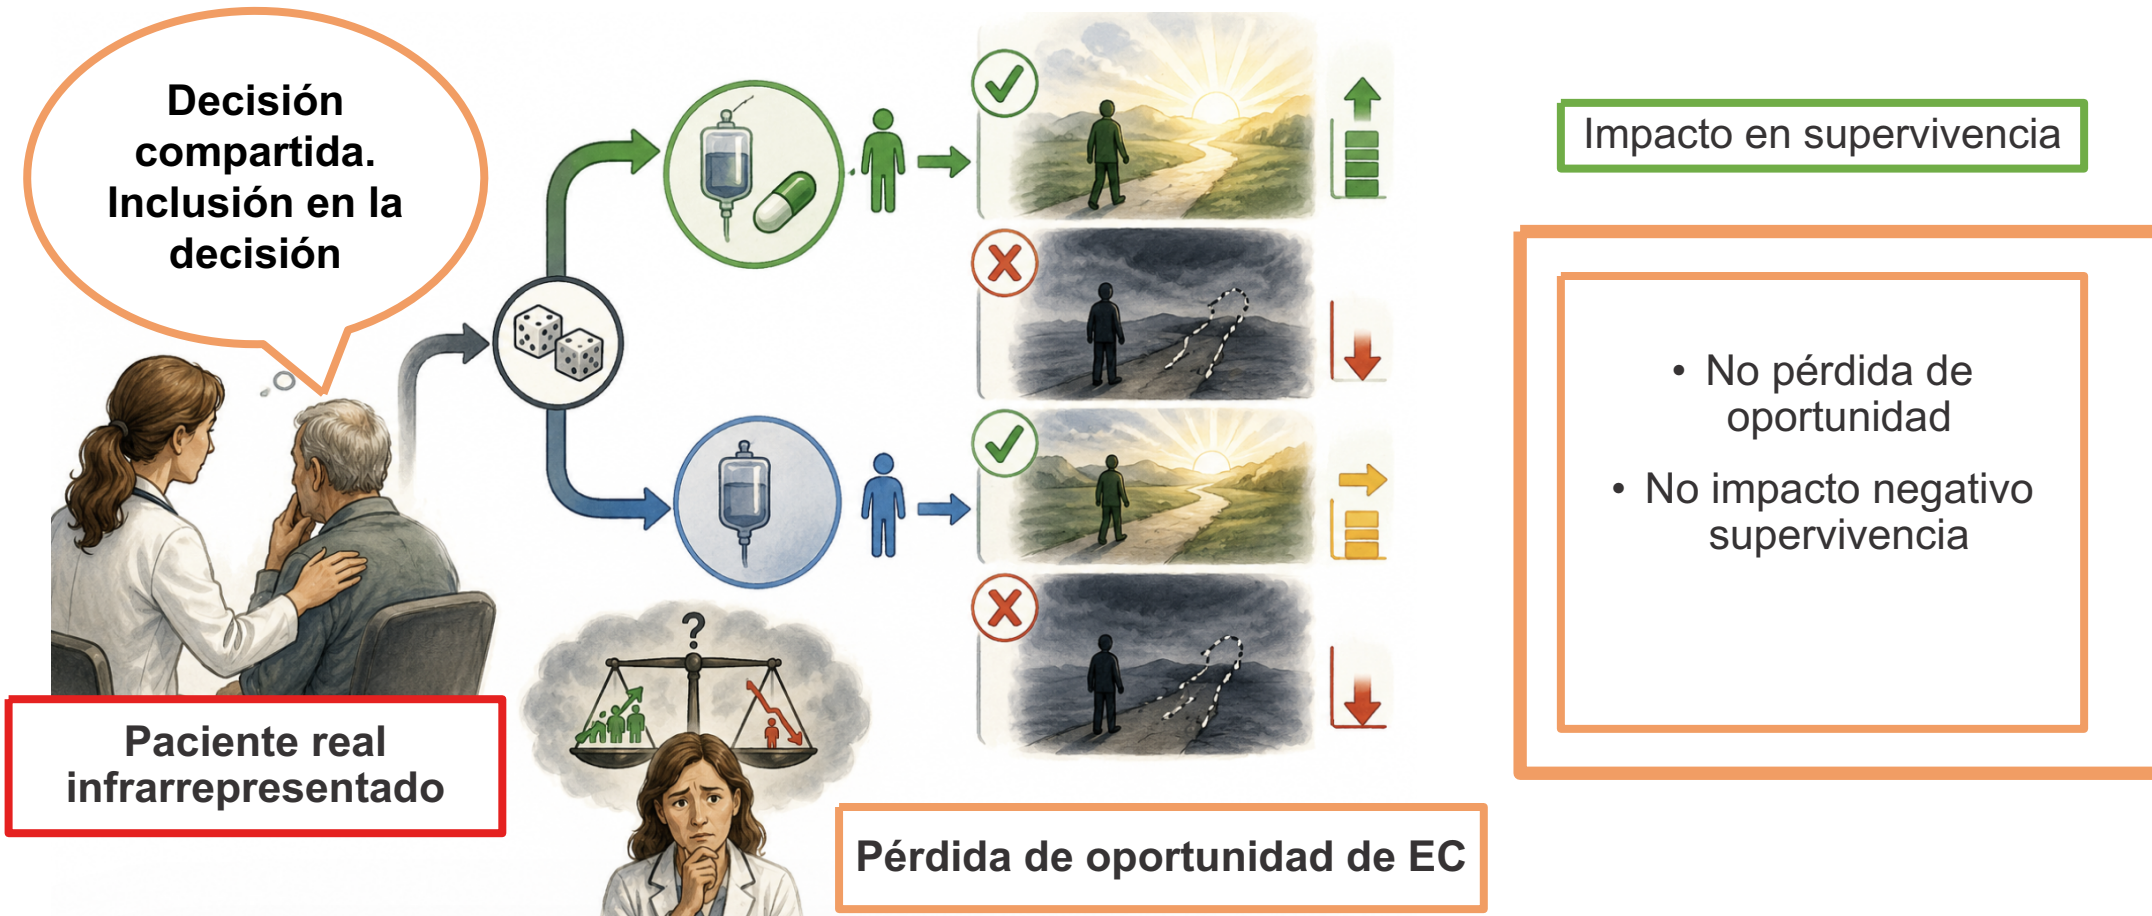 Decisión
compartida.
Inclusión en la
decisión
Impacto en supervivencia
• No pérdida de
oportunidad
• No impacto negativo
supervivencia
?
Paciente real
infrarrepresentado
Pérdida de oportunidad de EC